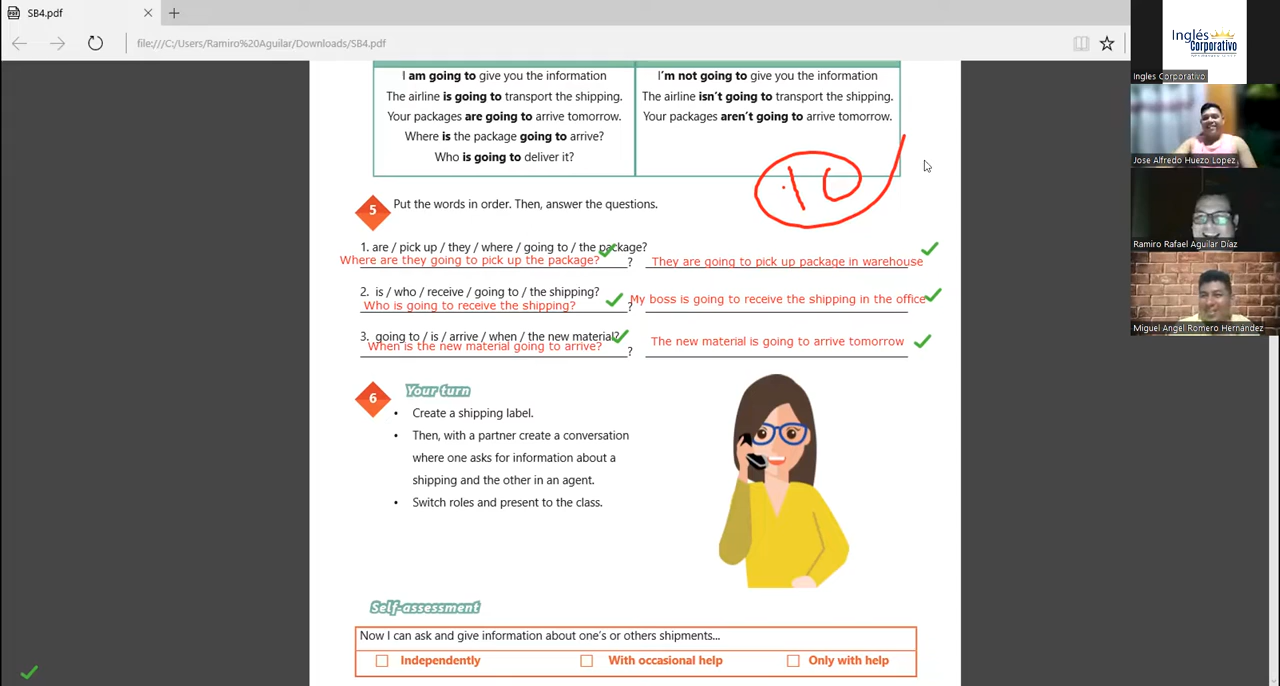 SB4.pdf
file:///C:/Users/Ramiro%20Aguilar/Downloads/SB4.pdf
I am going to give you the information
The airline is going to transport the shipping.
Your packages are going to arrive tomorrow.
Where is the package going to arrive?
Who is going to deliver it?
I'm not going to give you the information
The airline isn't going to transport the shipping.
Your packages aren't going to arrive tomorrow.
10
5 Put the words in order. Then, answer the questions.
1. are / pick up / they / where / going to / the package?
Where are they going to pick up the package? ? They are going to pick up package in warehouse
2. is / who / receive / going to / the shipping?
Who is going to receive the shipping? ? My boss is going to receive the shipping in the office
3. going to / is / arrive / when / the new material?
When is the new material going to arrive? ? The new material is going to arrive tomorrow
6 Your turn
• Create a shipping label.
• Then, with a partner create a conversation
where one asks for information about a
shipping and the other in an agent.
• Switch roles and present to the class.
Self-assessment
Now I can ask and give information about one's or others shipments...
Independently With occasional help Only with help
Inglés
Corporativo
Ingles Corporativo
Jose Alfredo Huezo Lopez
Ramiro Rafael Aguilar Díaz
Miguel Angel Romero Hernández